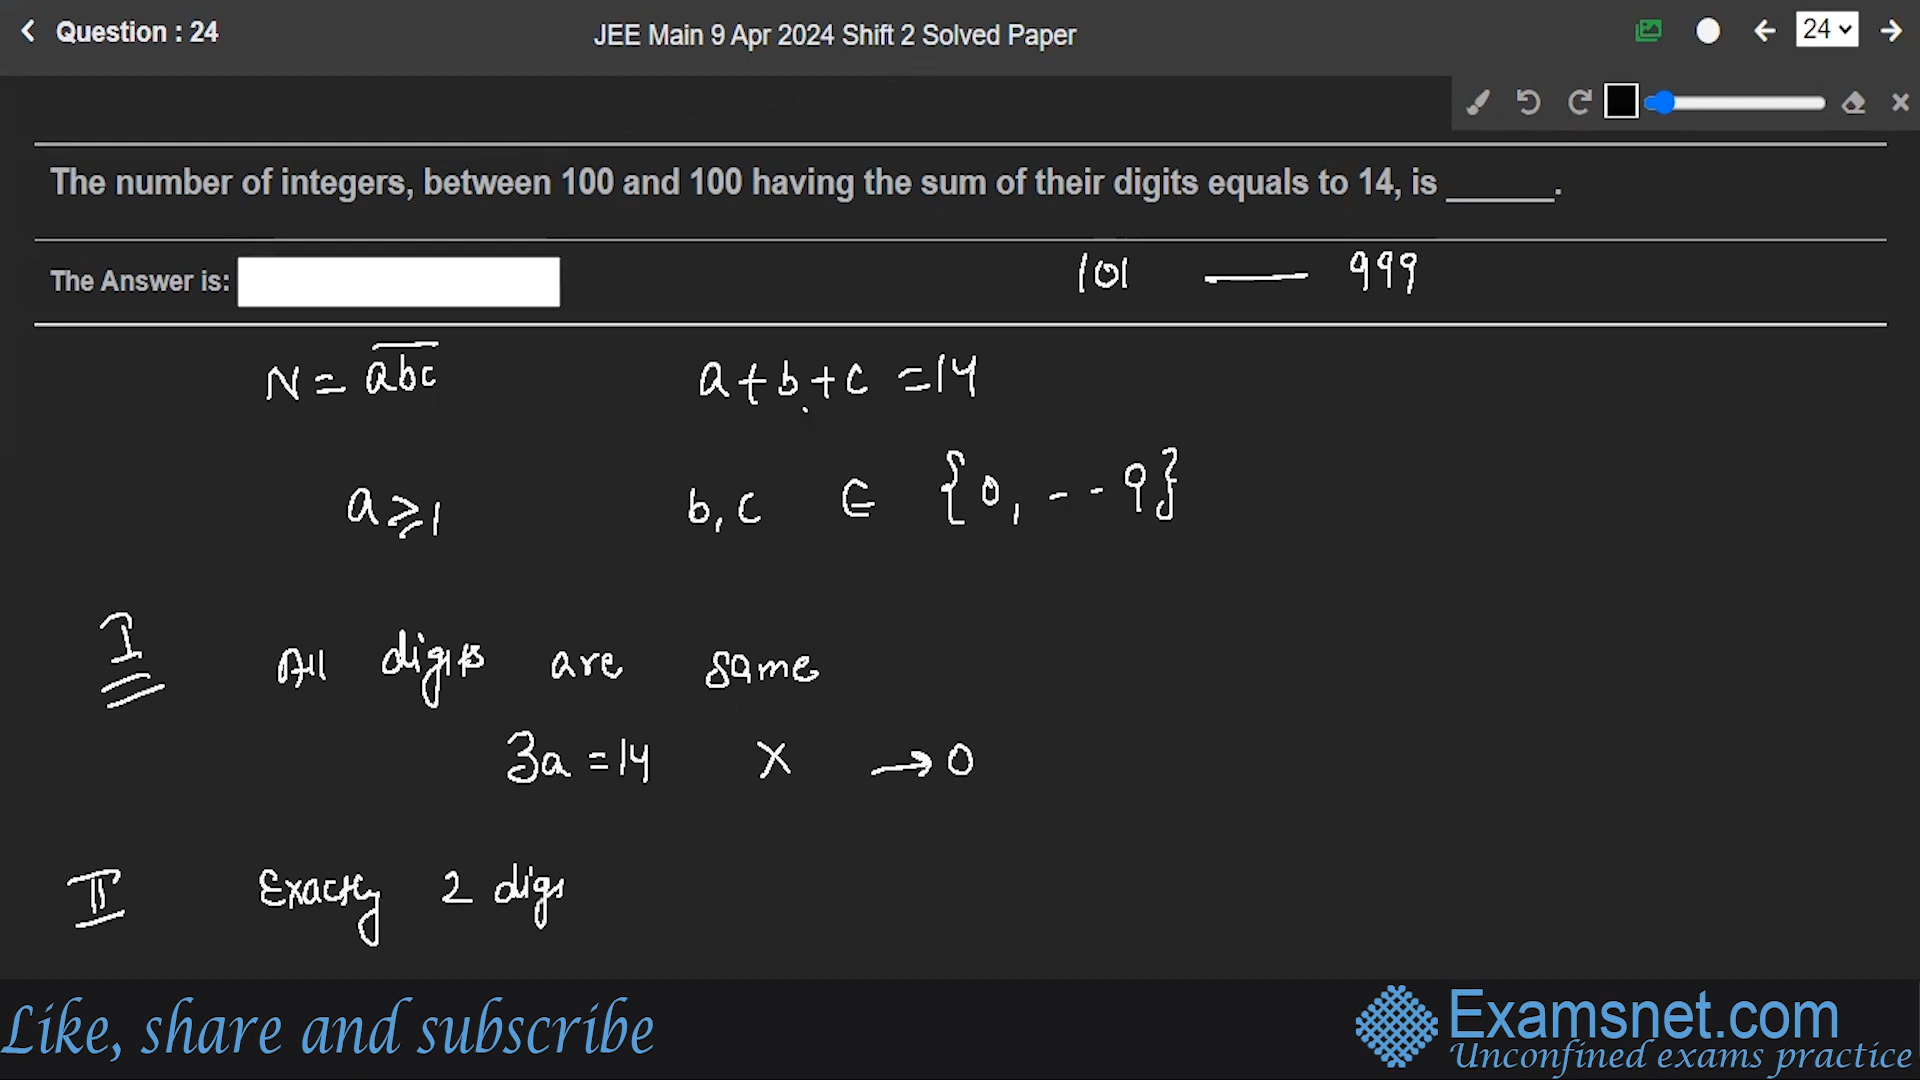 Question : 24
JEE Main 9 Apr 2024 Shift 2 Solved Paper
24
The number of integers, between 100 and 100 having the sum of their digits equals to 14, is ______.
The Answer is:
101 — 999
N = \overline{abc}
a + b + c = 14
a ≥ 1
b, c ∈ {0, -- 9}
I
All digits are same
3a = 14 X → 0
II
Exactly 2 digs
Like, share and subscribe
Examsnet.com
Unconfined exams practice